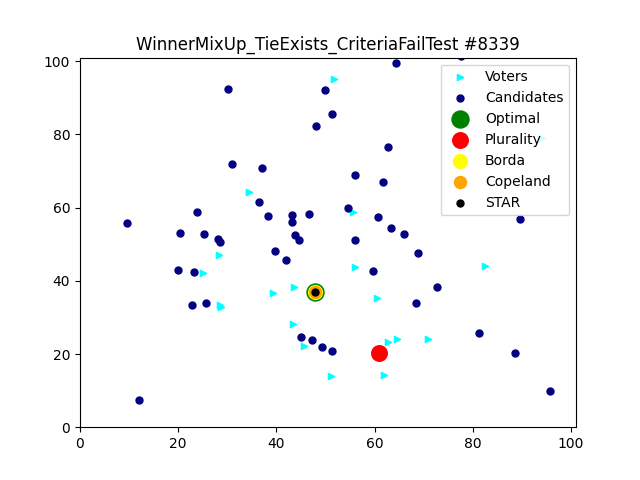 WinnerMixUp_TieExists_CriteriaFailTest #8339
100
80
60
40
20
0
0
20
40
60
80
100
Voters
Candidates
Optimal
Plurality
Borda
Copeland
STAR